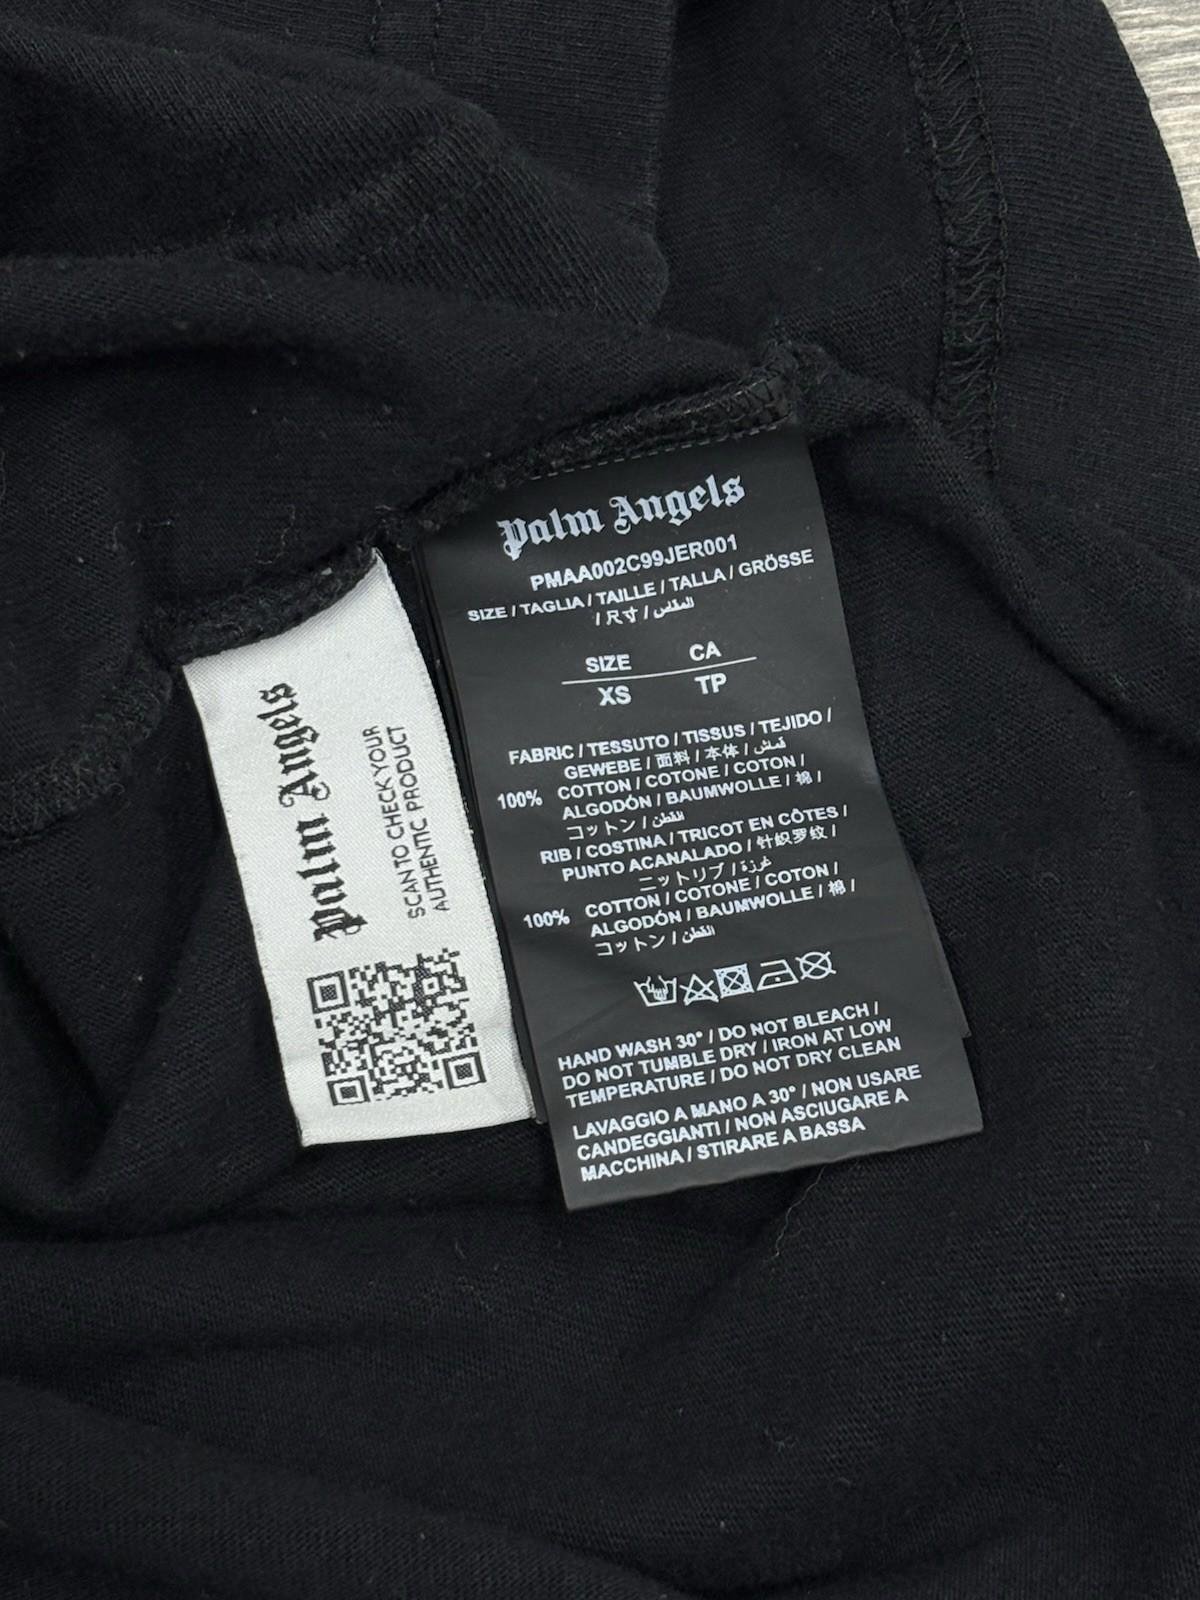 Palm Angels
SCAN TO CHECK YOUR
AUTHENTIC PRODUCT
Palm Angels
PMAA002C99JER001
SIZE / TAGLIA / TAILLE / TALLA / GRÖSSE
/ 尺寸 / المقاس
SIZE CA
XS TP
FABRIC / TESSUTO / TISSUS / TEJIDO /
GEWEBE / 面料 / 本体 / قمش
100% COTTON / COTONE / COTON /
ALGODÓN / BAUMWOLLE / 棉 /
コットン / القطن
RIB / COSTINA / TRICOT EN CÔTES /
PUNTO ACANALADO / 针织罗纹 /
ニットリブ / غرزة
100% COTTON / COTONE / COTON /
ALGODÓN / BAUMWOLLE / 棉 /
コットン / القطن
HAND WASH 30° / DO NOT BLEACH /
DO NOT TUMBLE DRY / IRON AT LOW
TEMPERATURE / DO NOT DRY CLEAN
LAVAGGIO A MANO A 30° / NON USARE
CANDEGGIANTI / NON ASCIUGARE A
MACCHINA / STIRARE A BASSA